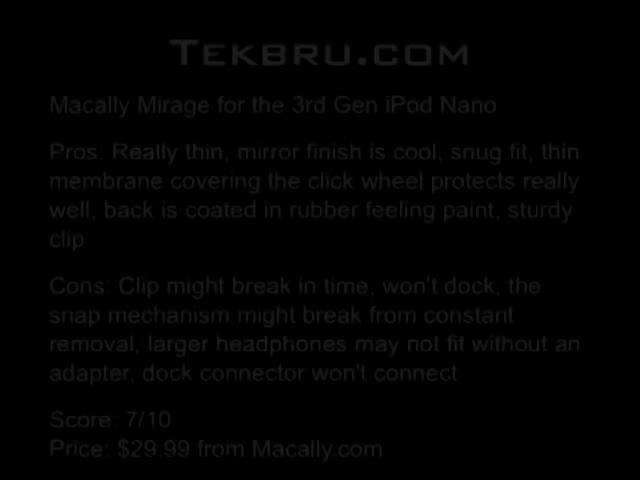 TEKBRU.COM
Macally Mirage for the 3rd Gen iPod Nano
Pros: Really thin, mirror finish is cool, snug fit, thin
membrane covering the click wheel protects really
well, back is coated in rubber feeling paint, sturdy
clip
Cons: Clip might break in time, won't dock, the
snap mechanism might break from constant
removal, larger headphones may not fit without an
adapter, dock connector won't connect
Score: 7/10
Price: $29.99 from Macally.com